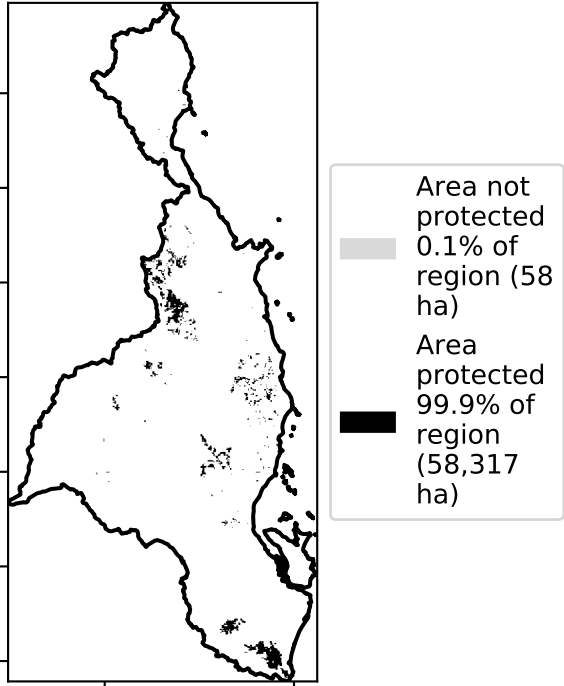 Area not
protected
0.1% of
region (58
ha)
Area
protected
99.9% of
region
(58,317
ha)